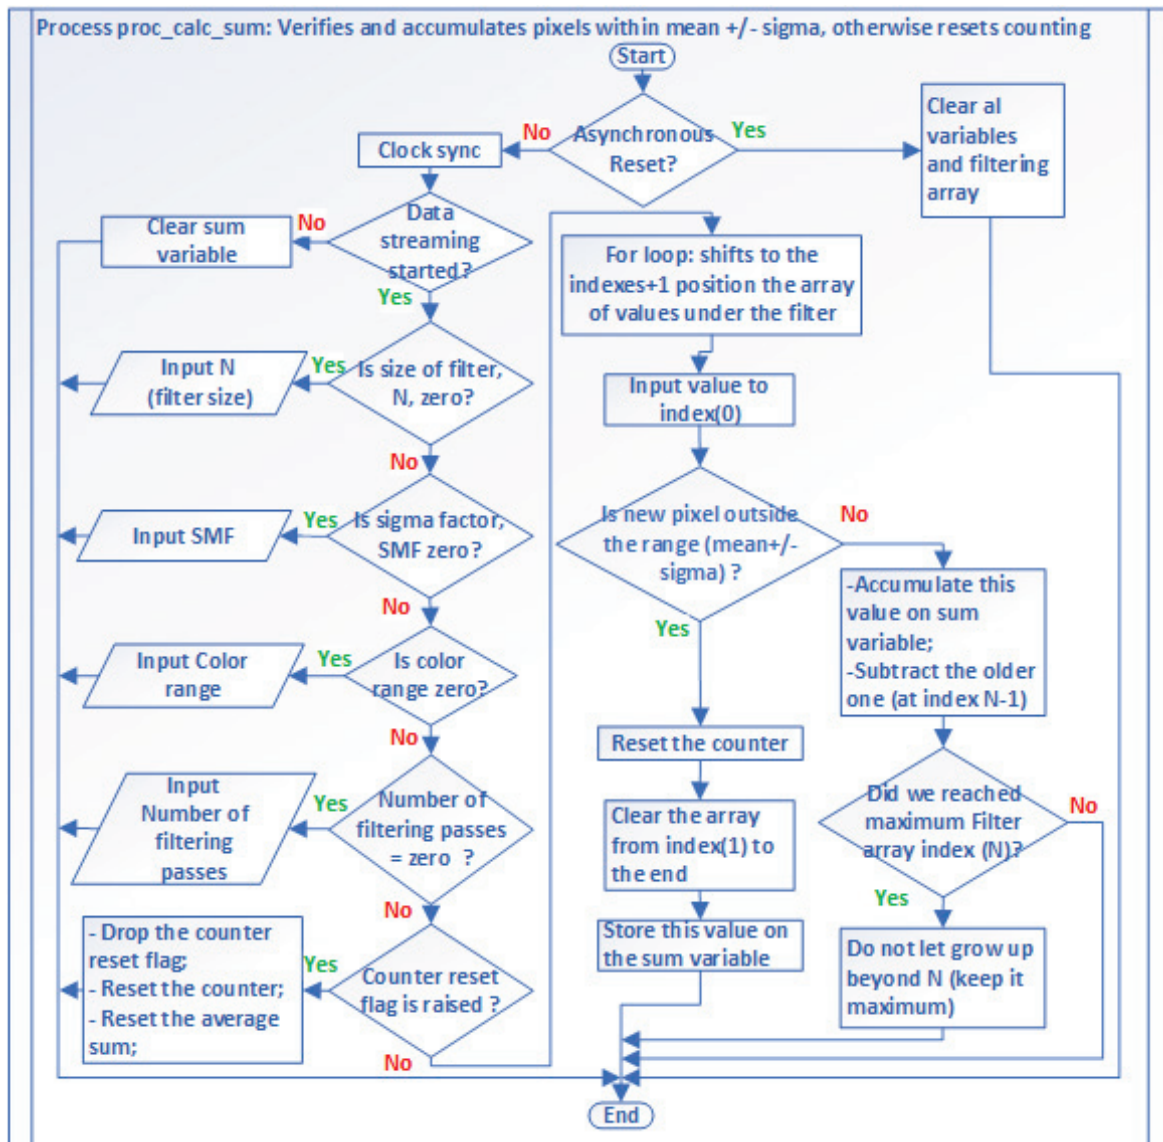 Process proc_calc_sum: Verifies and accumulates pixels within mean +/- sigma, otherwise resets counting
Start
Asynchronous
Reset?
No
Yes
Clear al
variables
and filtering
array
Clock sync
Data
streaming
started?
No
Clear sum
variable
Yes
Is size of filter,
N, zero?
Yes
Input N
(filter size)
No
Is sigma factor,
SMF zero?
Yes
Input SMF
No
Is color
range zero?
Yes
Input Color
range
No
Number of
filtering passes
= zero ?
Yes
Input
Number of
filtering
passes
No
Counter reset
flag is raised ?
Yes
- Drop the counter
reset flag;
- Reset the counter;
- Reset the average
sum;
No
For loop: shifts to the
indexes+1 position the array
of values under the filter
Input value to
index(0)
Is new pixel outside
the range (mean+/-
sigma) ?
No
Yes
Reset the counter
Clear the array
from index(1) to
the end
Store this value on
the sum variable
-Accumulate this
value on sum
variable;
-Subtract the older
one (at index N-1)
Did we reached
maximum Filter
array index (N)?
No
Yes
Do not let grow up
beyond N (keep it
maximum)
End